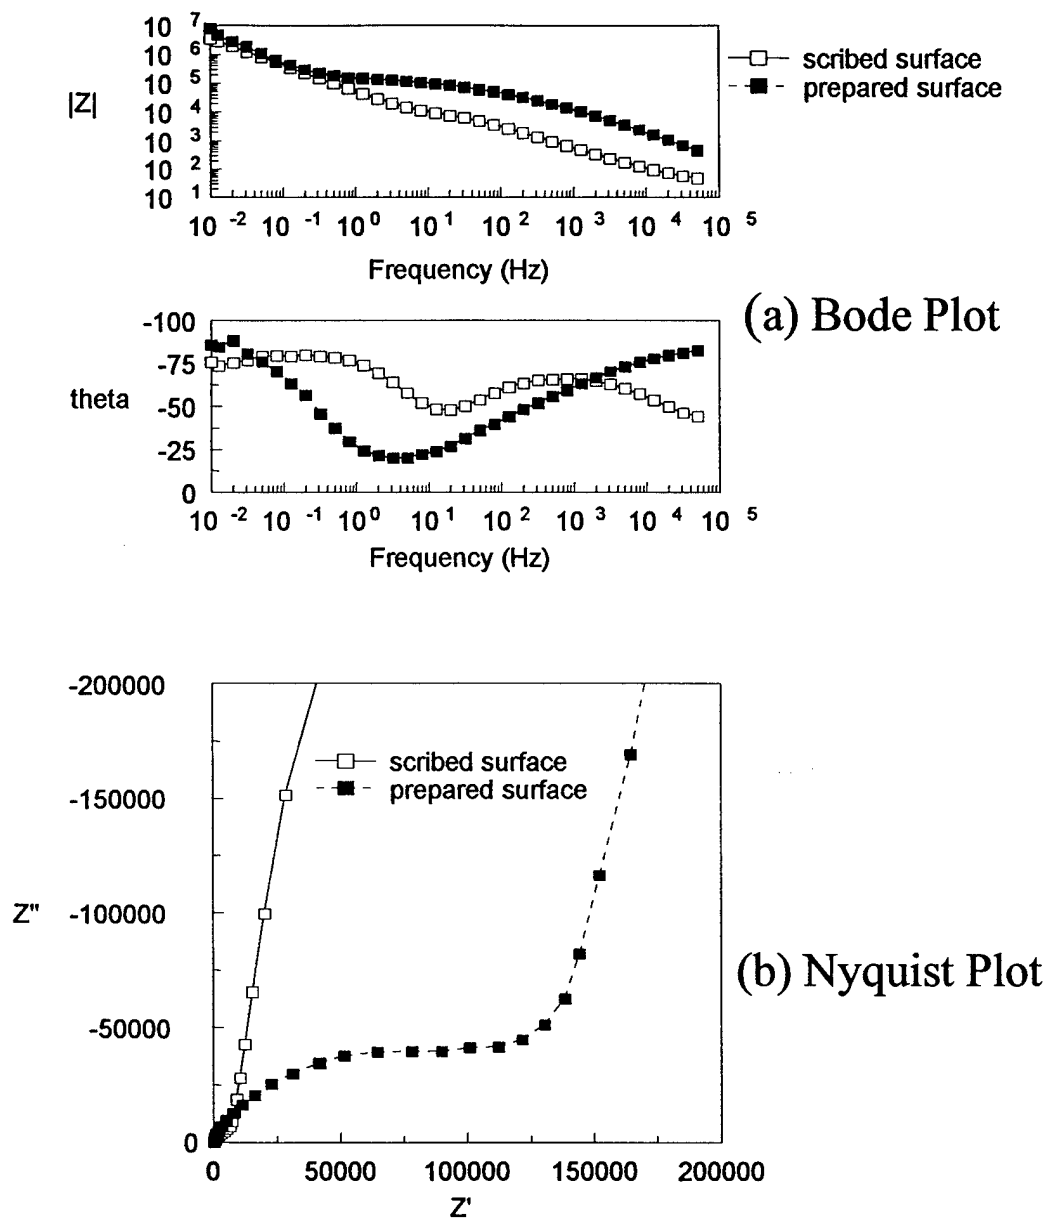 10 7
10 6
10 5
10 4
10 3
10 2
10 1
|Z|
scribed surface
prepared surface
10 -2 10 -1 10 0 10 1 10 2 10 3 10 4 10 5
Frequency (Hz)
(a) Bode Plot
-100
-75
-50
-25
0
theta
10 -2 10 -1 10 0 10 1 10 2 10 3 10 4 10 5
Frequency (Hz)
-200000
-150000
-100000
-50000
0
Z"
scribed surface
prepared surface
(b) Nyquist Plot
0 50000 100000 150000 200000
Z'